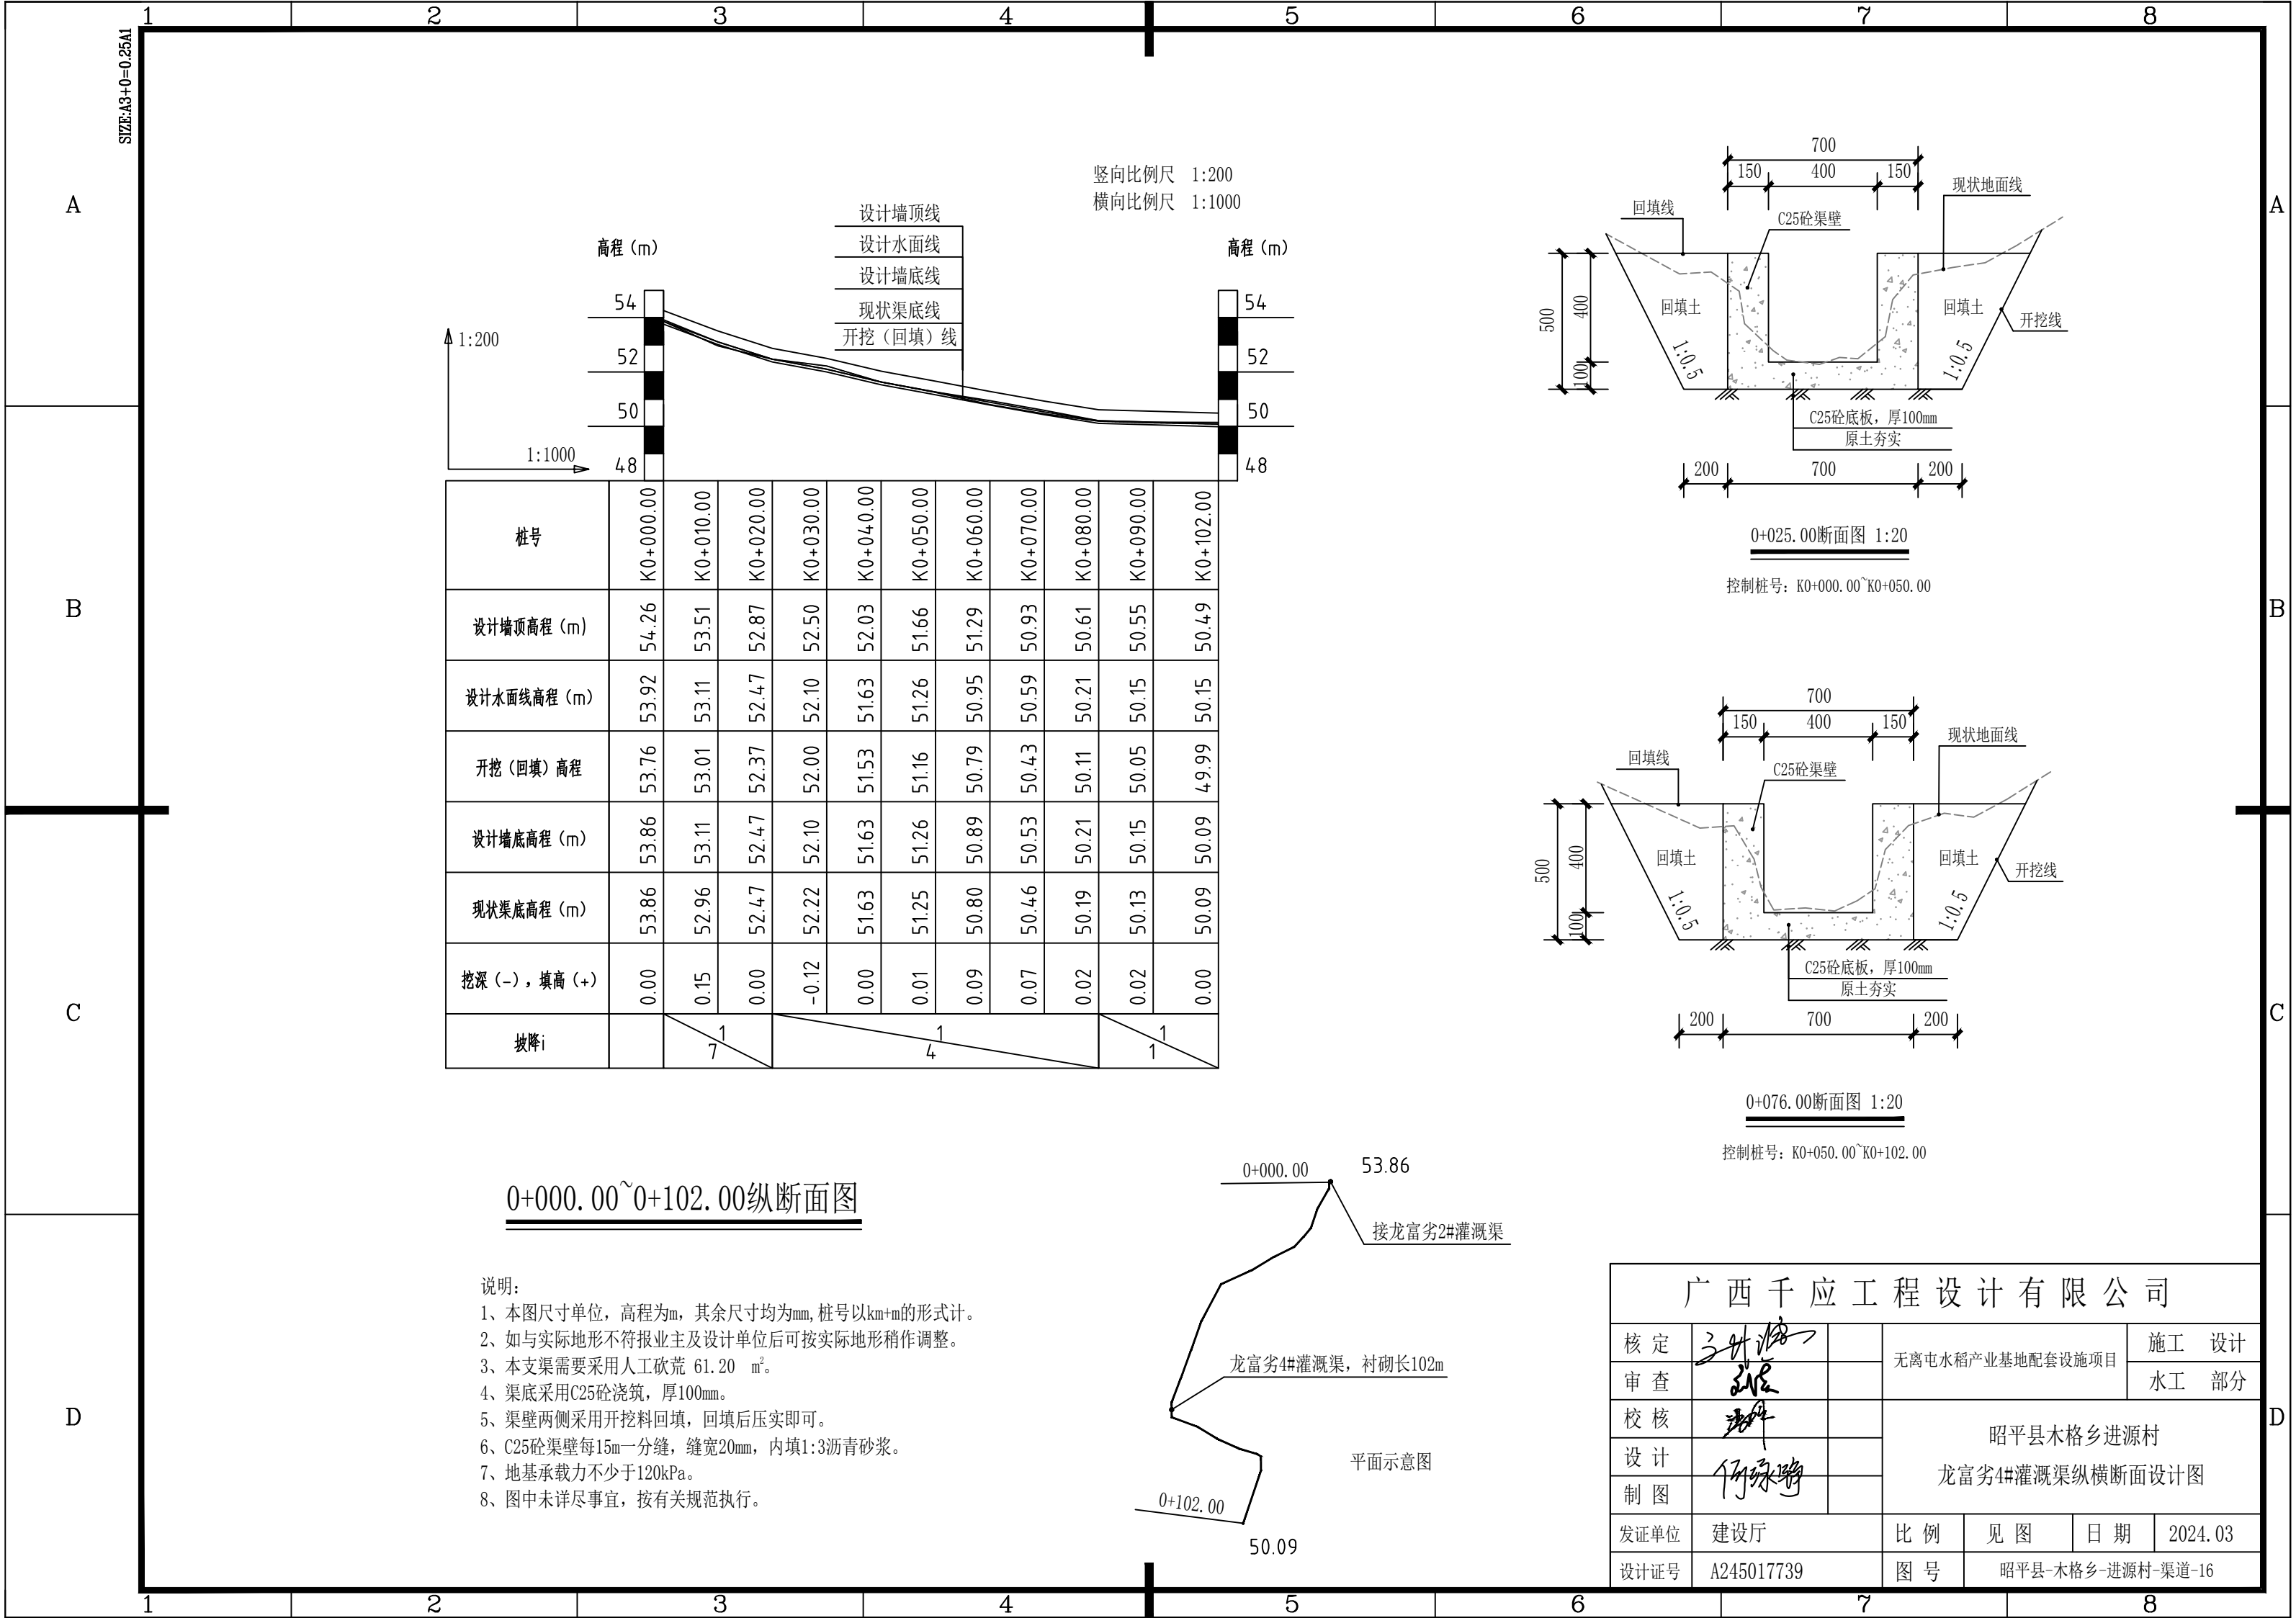 1 2 3 4 5 6 7 8
SIZE:A3+0=0.25A1
A
B
C
D
A
B
C
D
竖向比例尺 1:200
横向比例尺 1:1000
设计墙顶线
设计水面线
设计墙底线
现状渠底线
开挖（回填）线
高程（m）
54
52
50
48
高程（m）
54
52
50
48
1:200
1:1000
桩号 K0+000.00 K0+010.00 K0+020.00 K0+030.00 K0+040.00 K0+050.00 K0+060.00 K0+070.00 K0+080.00 K0+090.00 K0+102.00
设计墙顶高程（m） 54.26 53.51 52.87 52.50 52.03 51.66 51.29 50.93 50.61 50.55 50.49
设计水面线高程（m） 53.92 53.11 52.47 52.10 51.63 51.26 50.95 50.59 50.21 50.15 50.15
开挖（回填）高程 53.76 53.01 52.37 52.00 51.53 51.16 50.79 50.43 50.11 50.05 49.99
设计墙底高程（m） 53.86 53.11 52.47 52.10 51.63 51.26 50.89 50.53 50.21 50.15 50.09
现状渠底高程（m） 53.86 52.96 52.47 52.22 51.63 51.25 50.80 50.46 50.19 50.13 50.09
挖深（-），填高（+） 0.00 0.15 0.00 -0.12 0.00 0.01 0.09 0.07 0.02 0.02 0.00
坡降i 1 7 1 4 1 1
0+000.00~0+102.00纵断面图
说明：
1、本图尺寸单位，高程为m，其余尺寸均为mm,桩号以km+m的形式计。
2、如与实际地形不符报业主及设计单位后可按实际地形稍作调整。
3、本支渠需要采用人工砍荒 61.20 m²。
4、渠底采用C25砼浇筑，厚100mm。
5、渠壁两侧采用开挖料回填，回填后压实即可。
6、C25砼渠壁每15m一分缝，缝宽20mm，内填1:3沥青砂浆。
7、地基承载力不少于120kPa。
8、图中未详尽事宜，按有关规范执行。
0+000.00
53.86
接龙富劣2#灌溉渠
龙富劣4#灌溉渠，衬砌长102m
平面示意图
0+102.00
50.09
700
150 400 150
现状地面线
回填线
C25砼渠壁
500
400
100
回填土
回填土
开挖线
1:0.5
1:0.5
C25砼底板，厚100mm
原土夯实
200 700 200
0+025.00断面图 1:20
控制桩号：K0+000.00~K0+050.00
700
150 400 150
现状地面线
回填线
C25砼渠壁
500
400
100
回填土
回填土
开挖线
1:0.5
1:0.5
C25砼底板，厚100mm
原土夯实
200 700 200
0+076.00断面图 1:20
控制桩号：K0+050.00~K0+102.00
广西千应工程设计有限公司
核定
审查
校核
设计
制图
无离屯水稻产业基地配套设施项目
施工 设计
水工 部分
昭平县木格乡进源村
龙富劣4#灌溉渠纵横断面设计图
发证单位 建设厅 比例 见图 日期 2024.03
设计证号 A245017739 图号 昭平县-木格乡-进源村-渠道-16
1 2 3 4 5 6 7 8